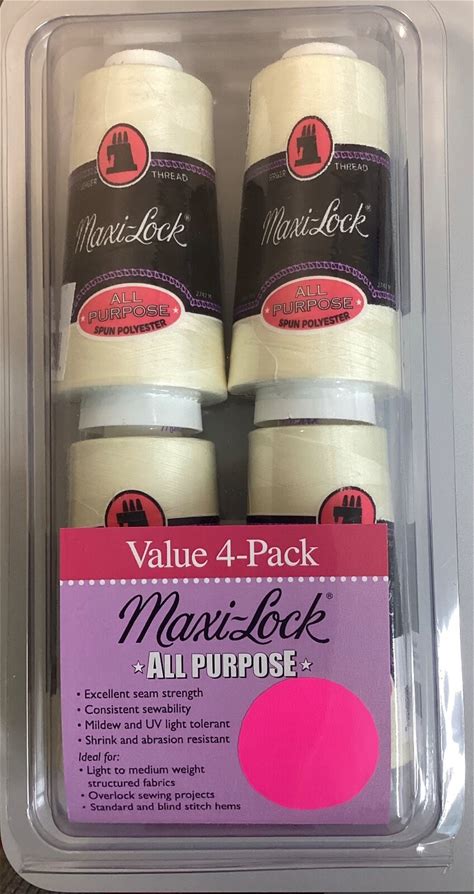 SERGER THREAD
Maxi-Lock®
ALL
PURPOSE
SPUN POLYESTER
SERGER THREAD
Maxi-Lock®
ALL
PURPOSE
SPUN POLYESTER
Value 4-Pack
Maxi-Lock®
ALL PURPOSE
• Excellent seam strength
• Consistent sewability
• Mildew and UV light tolerant
• Shrink and abrasion resistant
Ideal for:
• Light to medium weight
structured fabrics
• Overlock sewing projects
• Standard and blind stitch hems